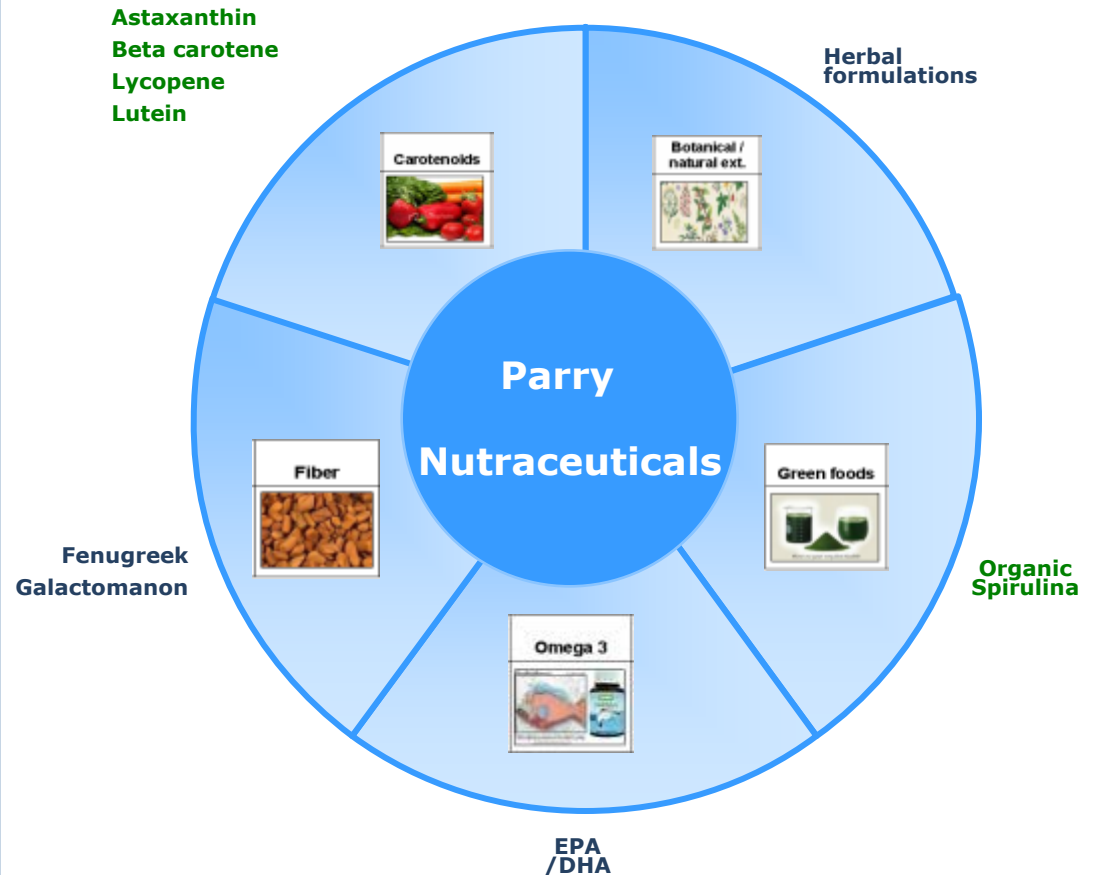 Astaxanthin
Beta carotene
Lycopene
Lutein
Herbal
formulations
Carotenoids
Botanical /
natural ext.
Parry
Nutraceuticals
Fiber
Green foods
Fenugreek
Galactomanon
Organic
Spirulina
Omega 3
EPA
/DHA